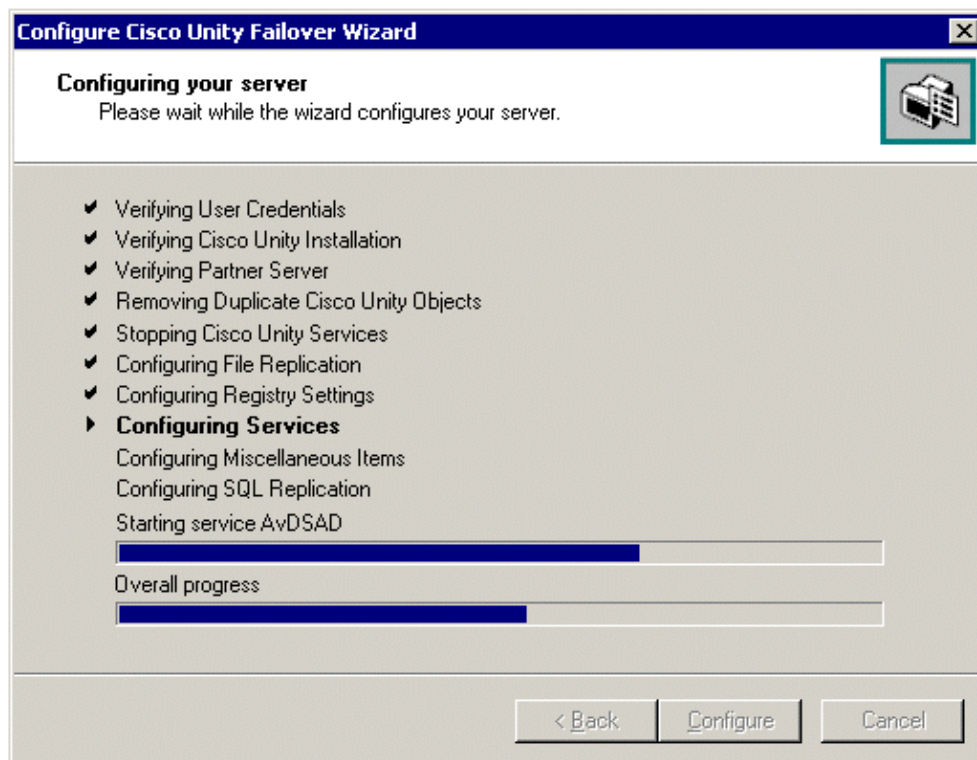 Configure Cisco Unity Failover Wizard
Configuring your server
Please wait while the wizard configures your server.
Verifying User Credentials
Verifying Cisco Unity Installation
Verifying Partner Server
Removing Duplicate Cisco Unity Objects
Stopping Cisco Unity Services
Configuring File Replication
Configuring Registry Settings
Configuring Services
Configuring Miscellaneous Items
Configuring SQL Replication
Starting service AvDSAD
Overall progress
< Back Configure Cancel